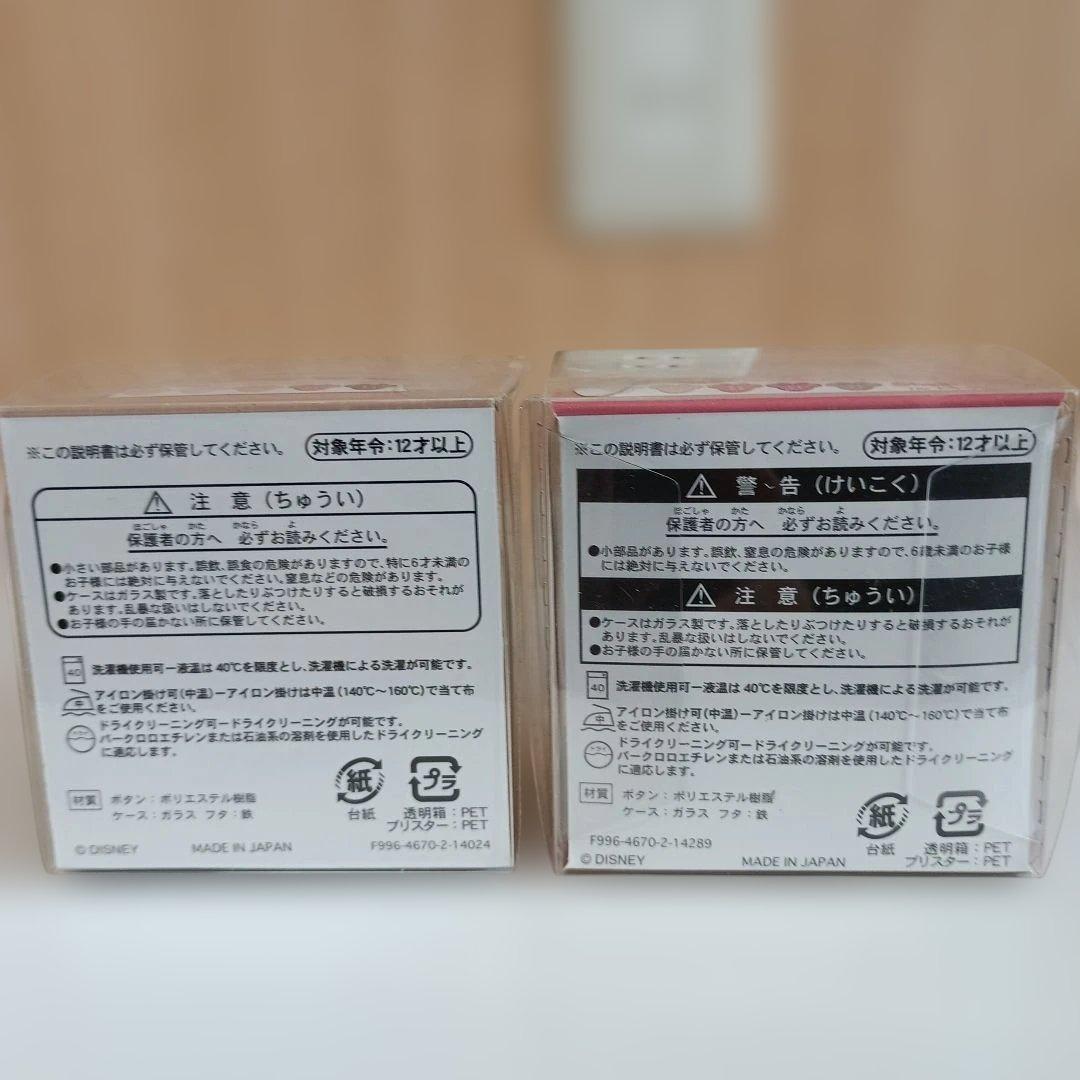 ※この説明書は必ず保管してください。
対象年令:12才以上
注意(ちゅうい)
ほごしゃ かた かなら よ
保護者の方へ 必ずお読みください。
●小さい部品があります。誤飲、誤食の危険がありますので、特に6才未満の
お子様には絶対に与えないでください。窒息などの危険があります。
●ケースはガラス製です。落としたりぶつけたりすると破損するおそれが
あります。乱暴な扱いはしないでください。
●お子様の手の届かない所に保管してください。
40 洗濯機使用可ー液温は40℃を限度とし、洗濯機による洗濯が可能です。
中 アイロン掛け可(中温)ーアイロン掛けは中温(140℃〜160℃)で当て布
をご使用ください。
ドライ ドライクリーニング可ードライクリーニングが可能です。
パークロロエチレンまたは石油系の溶剤を使用したドライクリーニング
に適応します。
材質 ボタン:ポリエステル樹脂
ケース:ガラス フタ:鉄
紙
台紙
プラ
透明箱:PET
ブリスター:PET
© DISNEY MADE IN JAPAN F996-4670-2-14024
※この説明書は必ず保管してください。
対象年令:12才以上
警告(けいこく)
ほごしゃ かた かなら よ
保護者の方へ 必ずお読みください。
●小部品があります。誤飲、窒息の危険がありますので、6歳未満のお子様
には絶対に与えないでください。
注意(ちゅうい)
●ケースはガラス製です。落としたりぶつけたりすると破損するおそれが
あります。乱暴な扱いはしないでください。
●お子様の手の届かない所に保管してください。
40 洗濯機使用可ー液温は40℃を限度とし、洗濯機による洗濯が可能です。
中 アイロン掛け可(中温)ーアイロン掛けは中温(140℃〜160℃)で当て布
をご使用ください。
ドライ ドライクリーニング可ードライクリーニングが可能です。
パークロロエチレンまたは石油系の溶剤を使用したドライクリーニング
に適応します。
材質 ボタン:ポリエステル樹脂
ケース:ガラス フタ:鉄
紙
台紙
プラ
透明箱:PET
ブリスター:PET
F996-4670-2-14289
© DISNEY MADE IN JAPAN